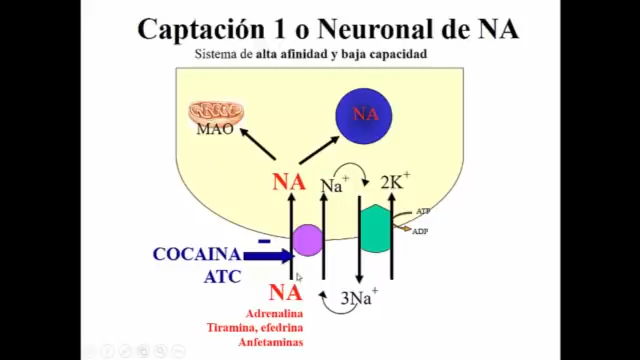 Captación 1 o Neuronal de NA
Sistema de alta afinidad y baja capacidad
MAO
NA
NA
Na+
2K+
ATP
ADP
COCAINA
ATC
NA
3Na+
Adrenalina
Tiramina, efedrina
Anfetaminas